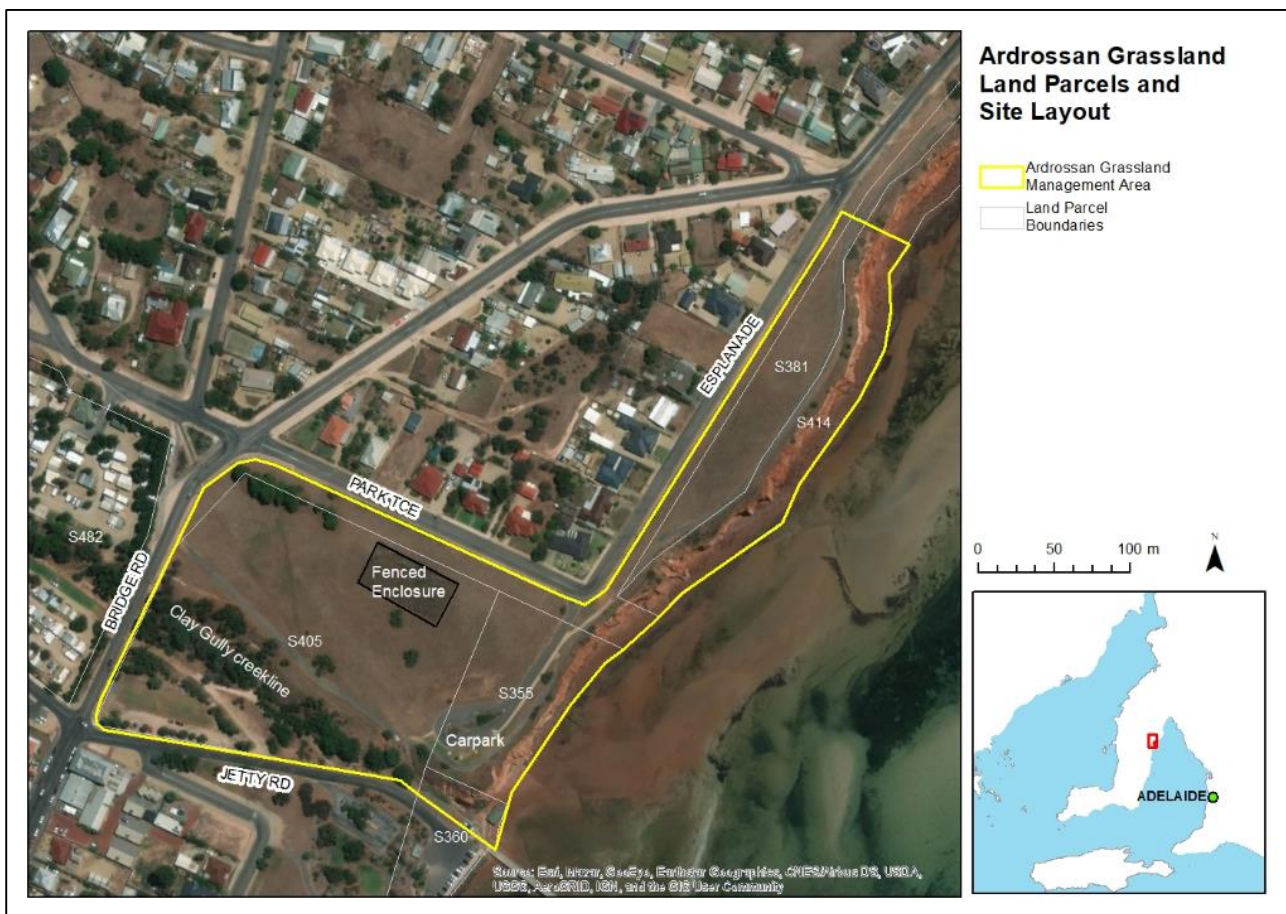 Ardrossan Grassland
Land Parcels and
Site Layout
Ardrossan Grassland
Management Area
Land Parcel
Boundaries
ESPLANADE
S381
S414
PARK TCE
S482
BRIDGE RD
Fenced
Enclosure
Clay Gully creekline
S405
S355
Carpark
JETTY RD
S360
0 50 100 m
N
ADELAIDE
Source: Esri, Maxar, GeoEye, Earthstar Geographics, CNES/Airbus DS, USDA,
USGS, AeroGRID, IGN, and the GIS User Community